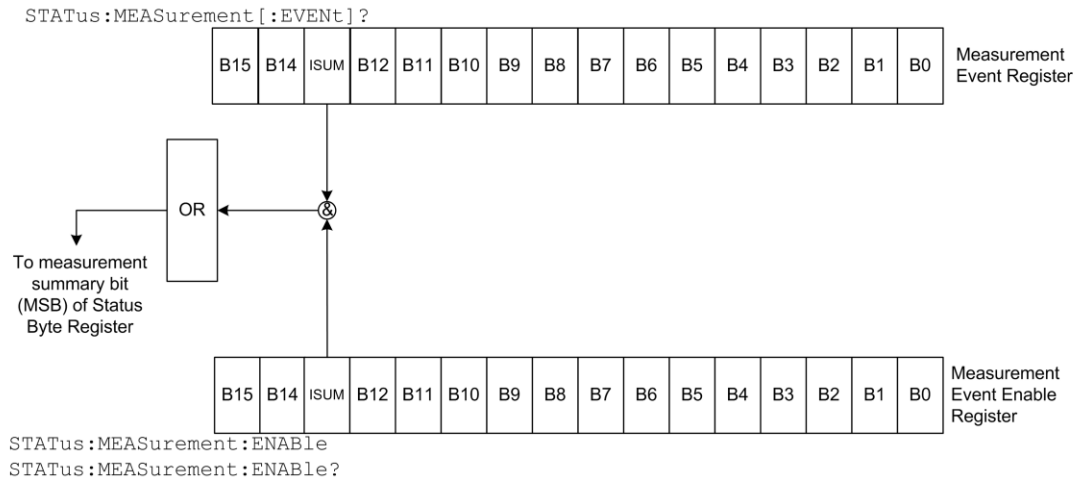 STATus:MEASurement[:EVENt]?
B15 B14 ISUM B12 B11 B10 B9 B8 B7 B6 B5 B4 B3 B2 B1 B0
Measurement
Event Register
OR
&
To measurement
summary bit
(MSB) of Status
Byte Register
B15 B14 ISUM B12 B11 B10 B9 B8 B7 B6 B5 B4 B3 B2 B1 B0
Measurement
Event Enable
Register
STATus:MEASurement:ENABle
STATus:MEASurement:ENABle?